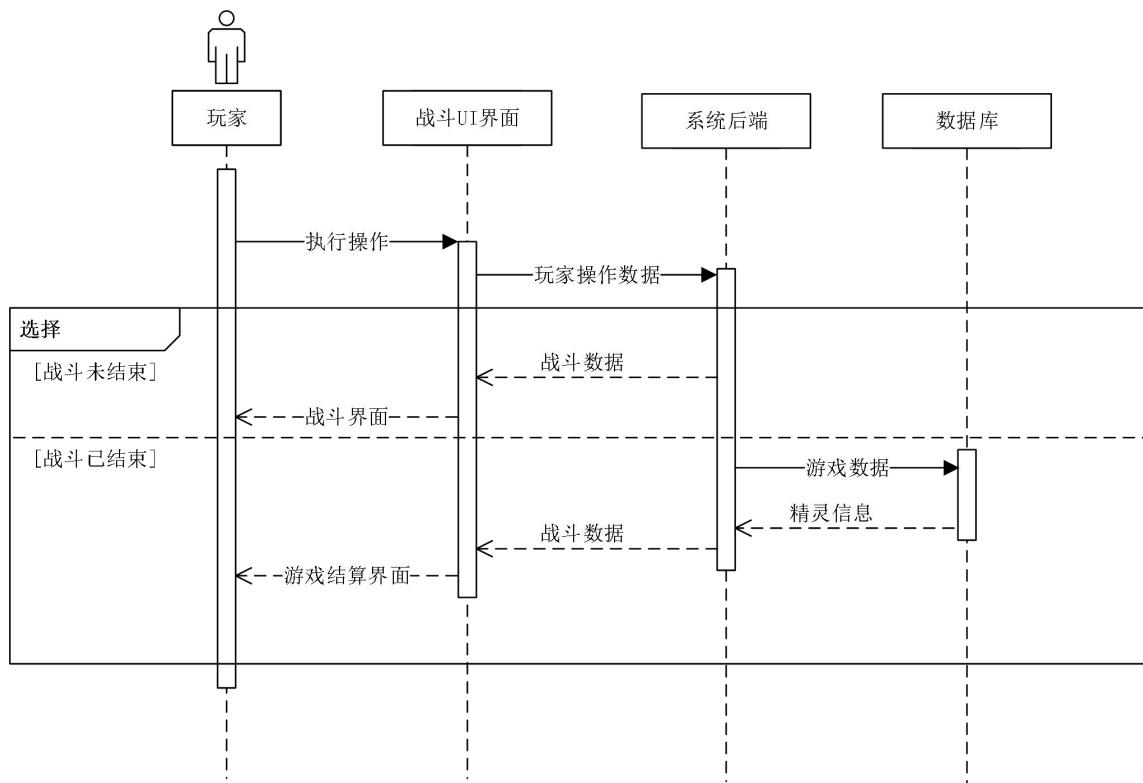 玩家
战斗UI界面
系统后端
数据库
执行操作
玩家操作数据
选择
[战斗未结束]
战斗数据
战斗界面
[战斗已结束]
游戏数据
精灵信息
战斗数据
游戏结算界面